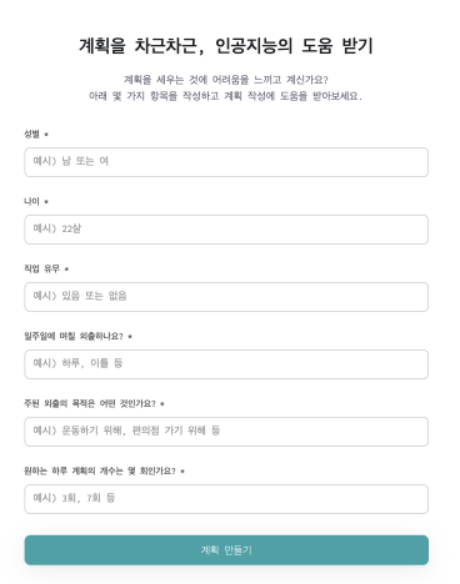 계획을 차근차근, 인공지능의 도움 받기
계획을 세우는 것에 어려움을 느끼고 계신가요?
아래 몇 가지 항목을 작성하고 계획 작성에 도움을 받아보세요.
성별 *
예시) 남 또는 여
나이 *
예시) 22살
직업 유무 *
예시) 있음 또는 없음
일주일에 며칠 외출하나요? *
예시) 하루, 이틀 등
주된 외출의 목적은 어떤 것인가요? *
예시) 운동하기 위해, 편의점 가기 위해 등
원하는 하루 계획의 개수는 몇 회인가요? *
예시) 3회, 7회 등
계획 만들기